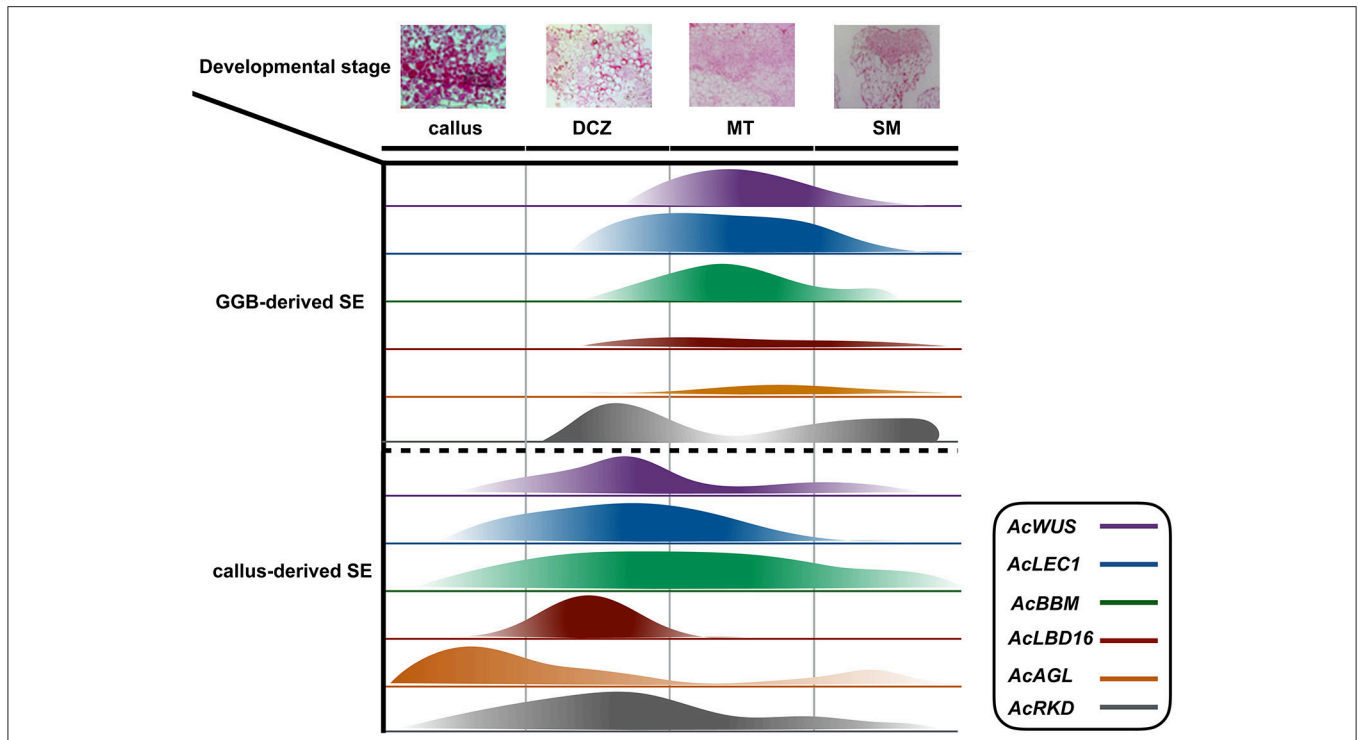 Developmental stage
callus DCZ MT SM
GGB-derived SE
callus-derived SE
AcWUS
AcLEC1
AcBBM
AcLBD16
AcAGL
AcRKD